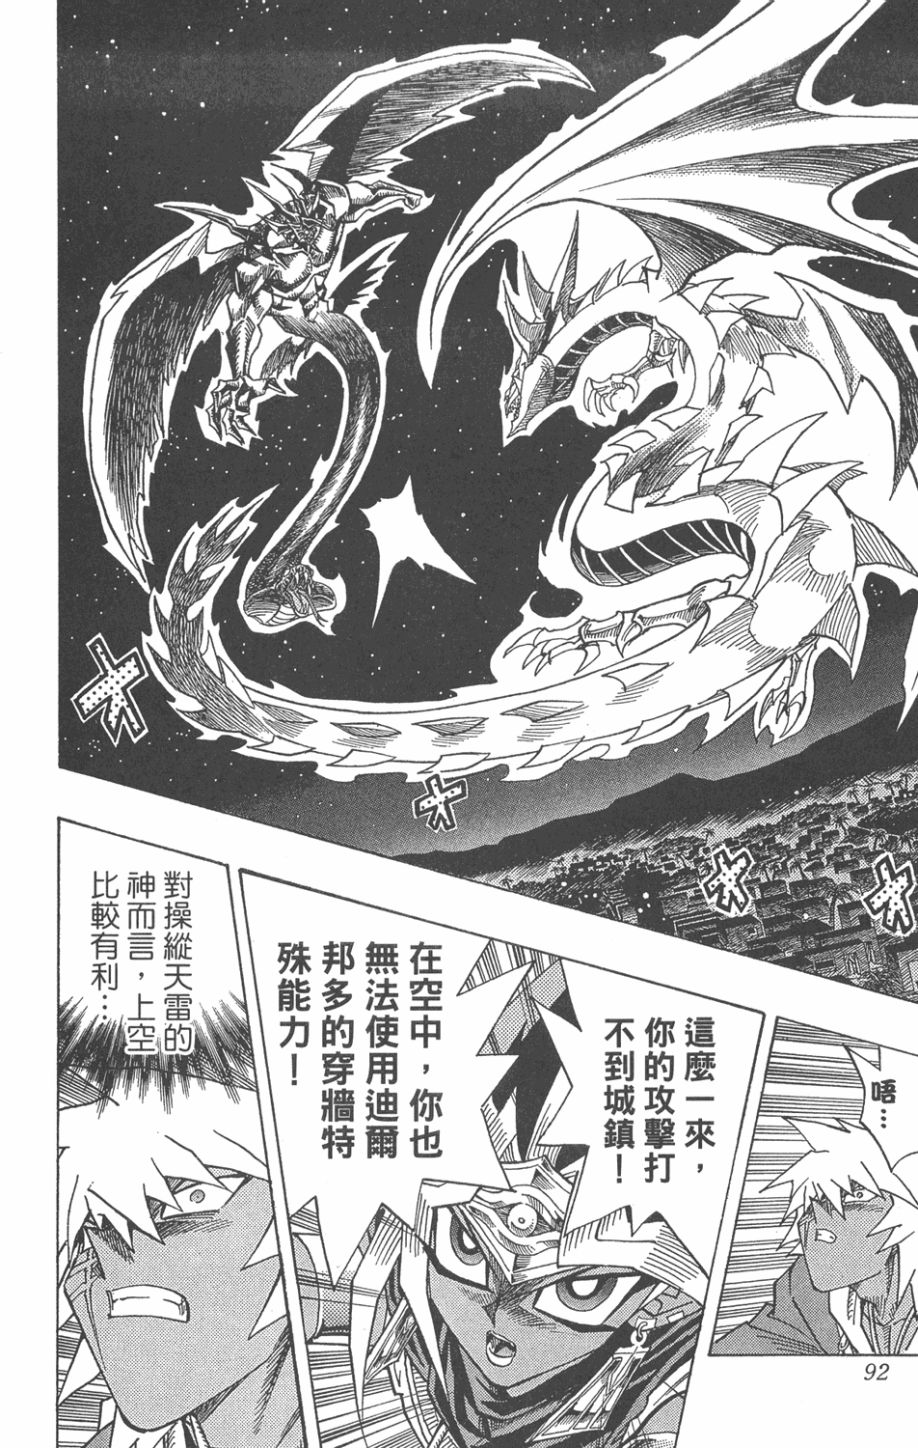 唔…
這麼一來，
你的攻擊打
不到城鎮！
在空中，你也
無法使用迪爾
邦多的穿牆特
殊能力！
對操縱天雷的
神而言，上空
比較有利…
92